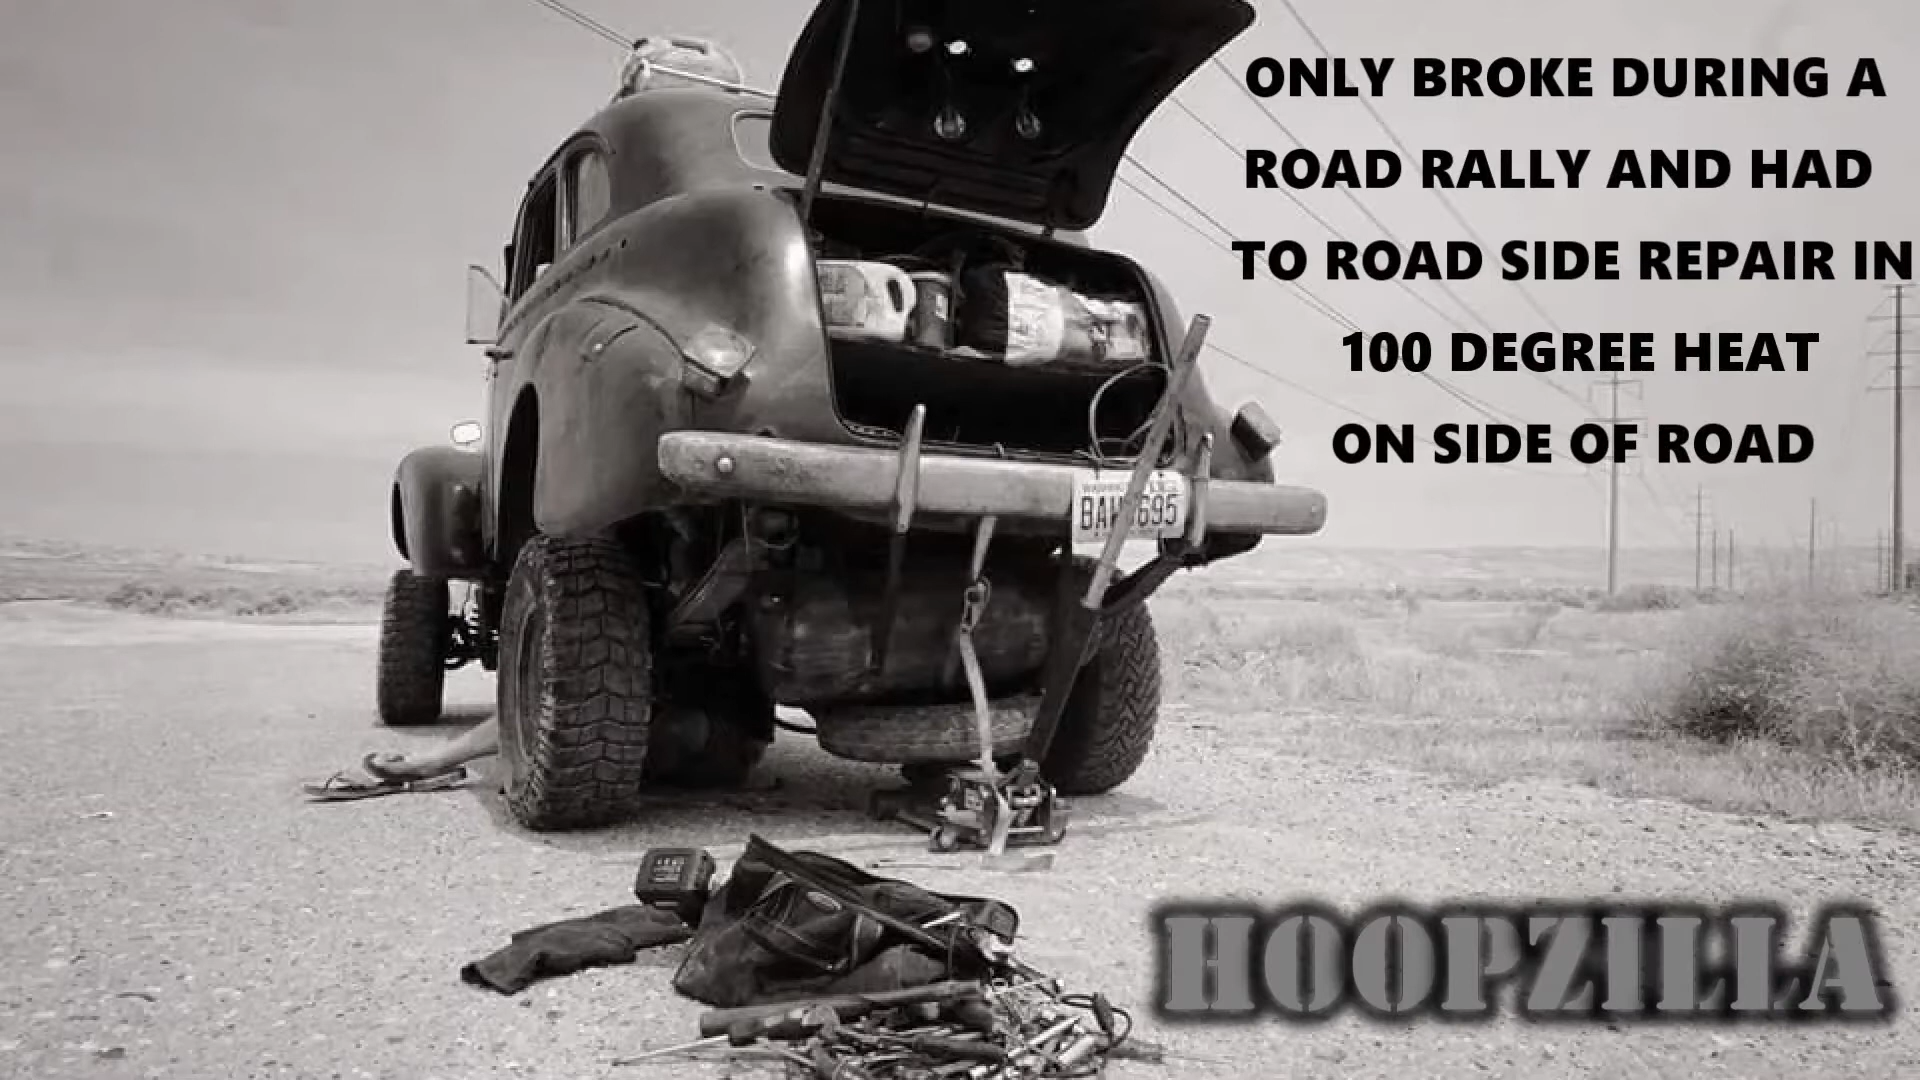 ONLY BROKE DURING A
ROAD RALLY AND HAD
TO ROAD SIDE REPAIR IN
100 DEGREE HEAT
ON SIDE OF ROAD
HOOPZILLA